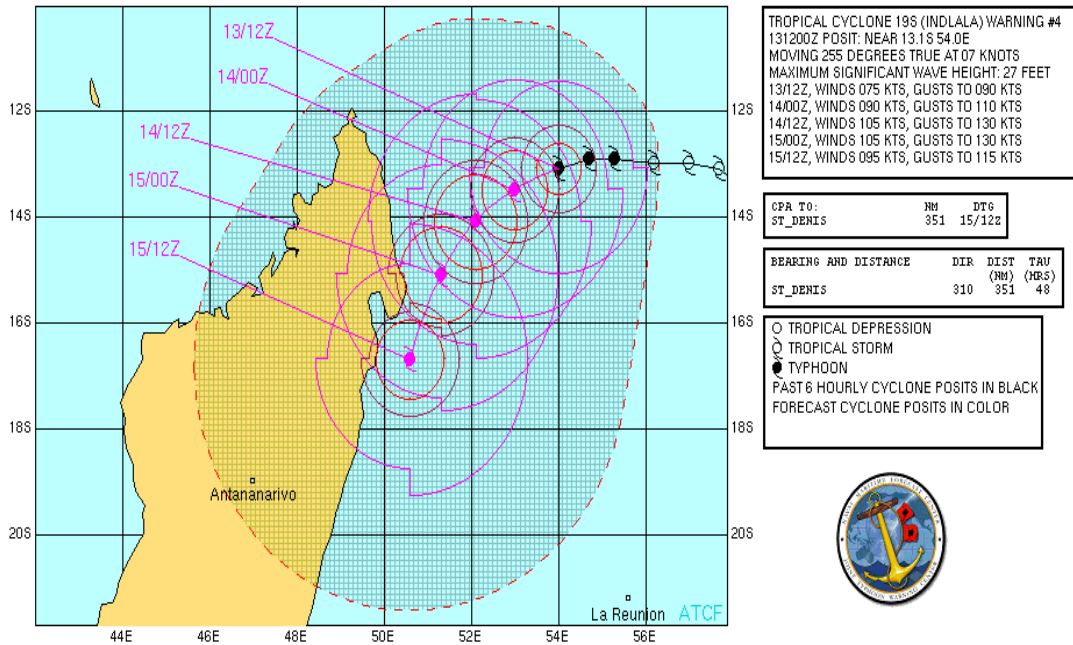 TROPICAL CYCLONE 19S (INDLALA) WARNING #4
131200Z POSIT: NEAR 13.1S 54.0E
MOVING 255 DEGREES TRUE AT 07 KNOTS
MAXIMUM SIGNIFICANT WAVE HEIGHT: 27 FEET
13/12Z, WINDS 075 KTS, GUSTS TO 090 KTS
14/00Z, WINDS 090 KTS, GUSTS TO 110 KTS
14/12Z, WINDS 105 KTS, GUSTS TO 130 KTS
15/00Z, WINDS 105 KTS, GUSTS TO 130 KTS
15/12Z, WINDS 095 KTS, GUSTS TO 115 KTS
CPA TO: NM DTG
ST_DENIS 351 15/12Z
BEARING AND DISTANCE DIR DIST TAU
(NM) (HRS)
ST_DENIS 310 351 48
TROPICAL DEPRESSION
TROPICAL STORM
TYPHOON
PAST 6 HOURLY CYCLONE POSITS IN BLACK
FORECAST CYCLONE POSITS IN COLOR
13/12Z
14/00Z
14/12Z
15/00Z
15/12Z
12S 12S
14S 14S
16S 16S
18S 18S
20S 20S
Antananarivo
La Reunion ATCF
44E 46E 48E 50E 52E 54E 56E
JOINT TYPHOON WARNING CENTER